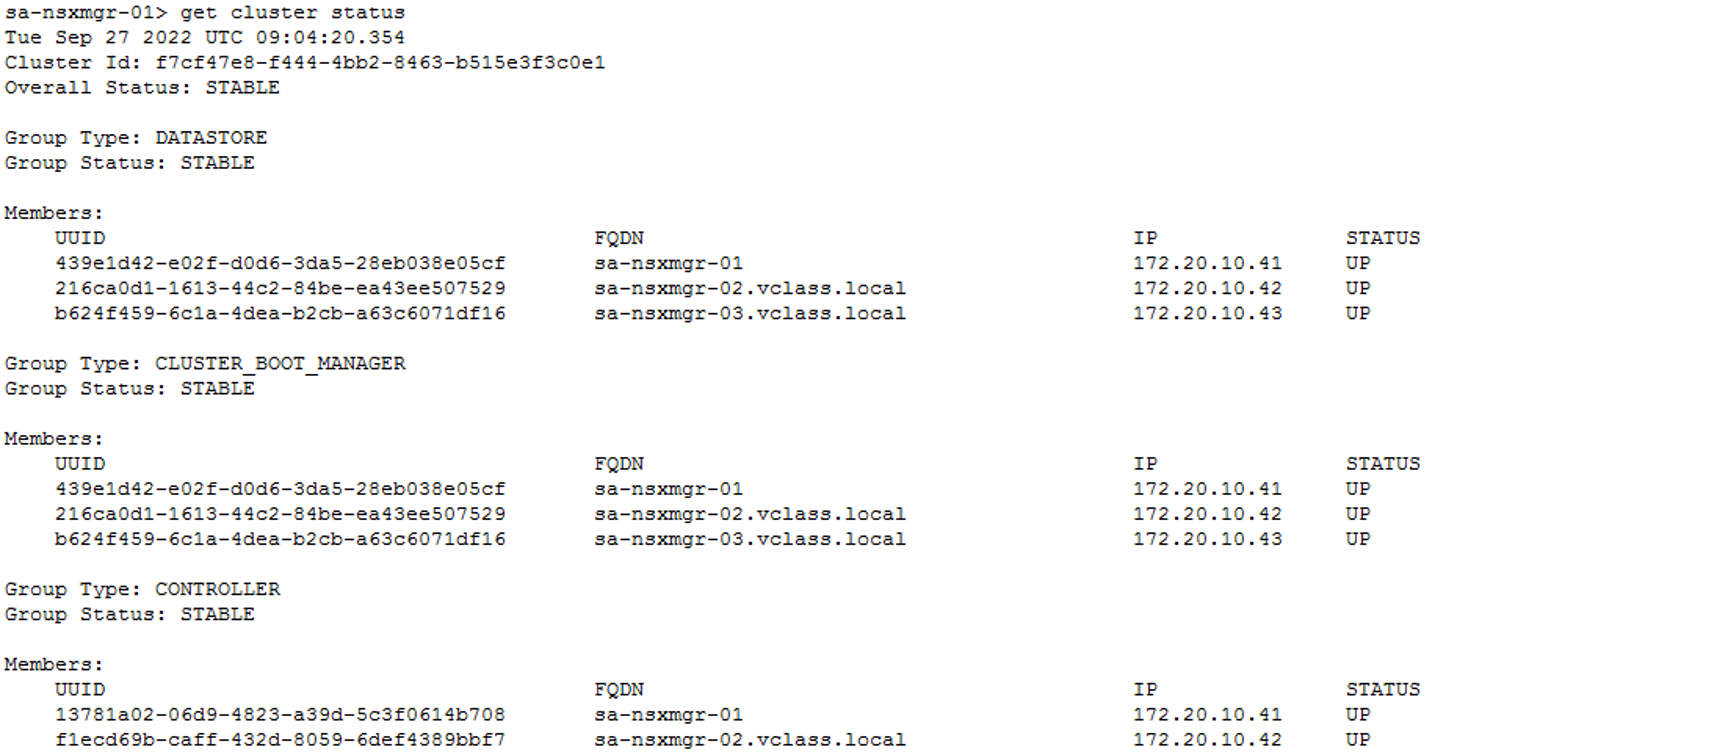 sa-nsxmgr-01> get cluster status
Tue Sep 27 2022 UTC 09:04:20.354
Cluster Id: f7cf47e8-f444-4bb2-8463-b515e3f3c0e1
Overall Status: STABLE
Group Type: DATASTORE
Group Status: STABLE
Members:
UUID FQDN IP STATUS
439e1d42-e02f-d0d6-3da5-28eb038e05cf sa-nsxmgr-01 172.20.10.41 UP
216ca0d1-1613-44c2-84be-ea43ee507529 sa-nsxmgr-02.vclass.local 172.20.10.42 UP
b624f459-6c1a-4dea-b2cb-a63c6071df16 sa-nsxmgr-03.vclass.local 172.20.10.43 UP
Group Type: CLUSTER_BOOT_MANAGER
Group Status: STABLE
Members:
UUID FQDN IP STATUS
439e1d42-e02f-d0d6-3da5-28eb038e05cf sa-nsxmgr-01 172.20.10.41 UP
216ca0d1-1613-44c2-84be-ea43ee507529 sa-nsxmgr-02.vclass.local 172.20.10.42 UP
b624f459-6c1a-4dea-b2cb-a63c6071df16 sa-nsxmgr-03.vclass.local 172.20.10.43 UP
Group Type: CONTROLLER
Group Status: STABLE
Members:
UUID FQDN IP STATUS
13781a02-06d9-4823-a39d-5c3f0614b708 sa-nsxmgr-01 172.20.10.41 UP
f1ecd69b-caff-432d-8059-6def4389bbf7 sa-nsxmgr-02.vclass.local 172.20.10.42 UP